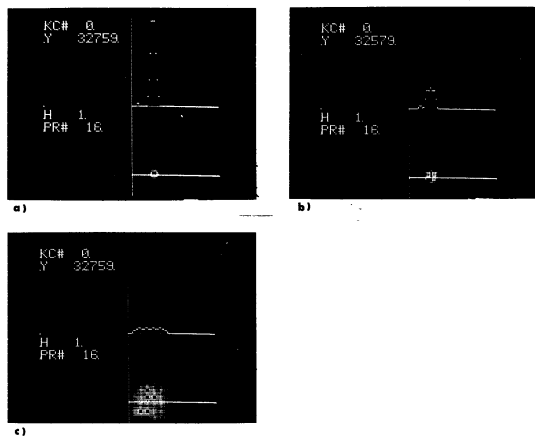 KC# 0.
Y 32759.
H 1.
PR# 16.
a)
KC# 0.
Y 32579.
H 1.
PR# 16.
b)
KC# 0.
Y 32759.
H 1.
PR# 16.
c)